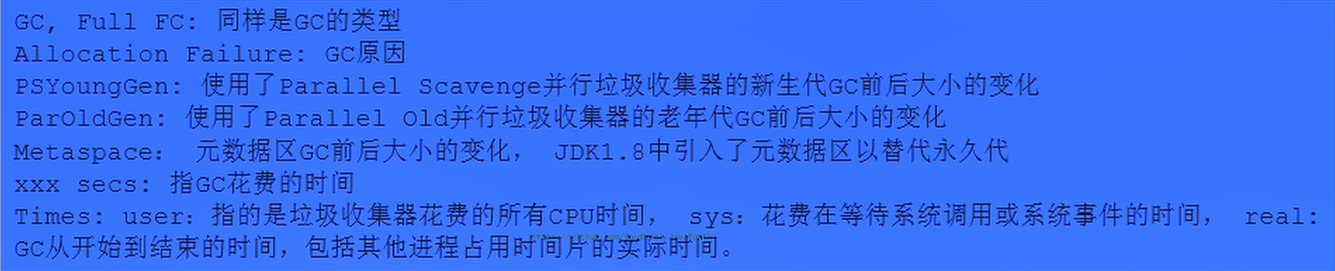 GC, Full FC: 同样是GC的类型
Allocation Failure: GC原因
PSYoungGen: 使用了Parallel Scavenge并行垃圾收集器的新生代GC前后大小的变化
ParOldGen: 使用了Parallel Old并行垃圾收集器的老年代GC前后大小的变化
Metaspace: 元数据区GC前后大小的变化, JDK1.8中引入了元数据区以替代永久代
xxx secs: 指GC花费的时间
Times: user: 指的是垃圾收集器花费的所有CPU时间, sys: 花费在等待系统调用或系统事件的时间, real:
GC从开始到结束的时间,包括其他进程占用时间片的实际时间。